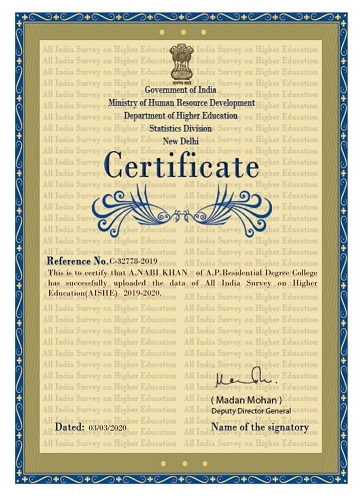 Government of India
Ministry of Human Resource Development
Department of Higher Education
Statistics Division
New Delhi
Certificate
Reference No. C-32778-2019
This is to certify that A.NABI KHAN of A.P.Residential Degree College
has successfully uploaded the data of All India Survey on Higher
Education(AISHE) 2019-2020.
( Madan Mohan )
Deputy Director General
Dated: 03/03/2020 Name of the signatory